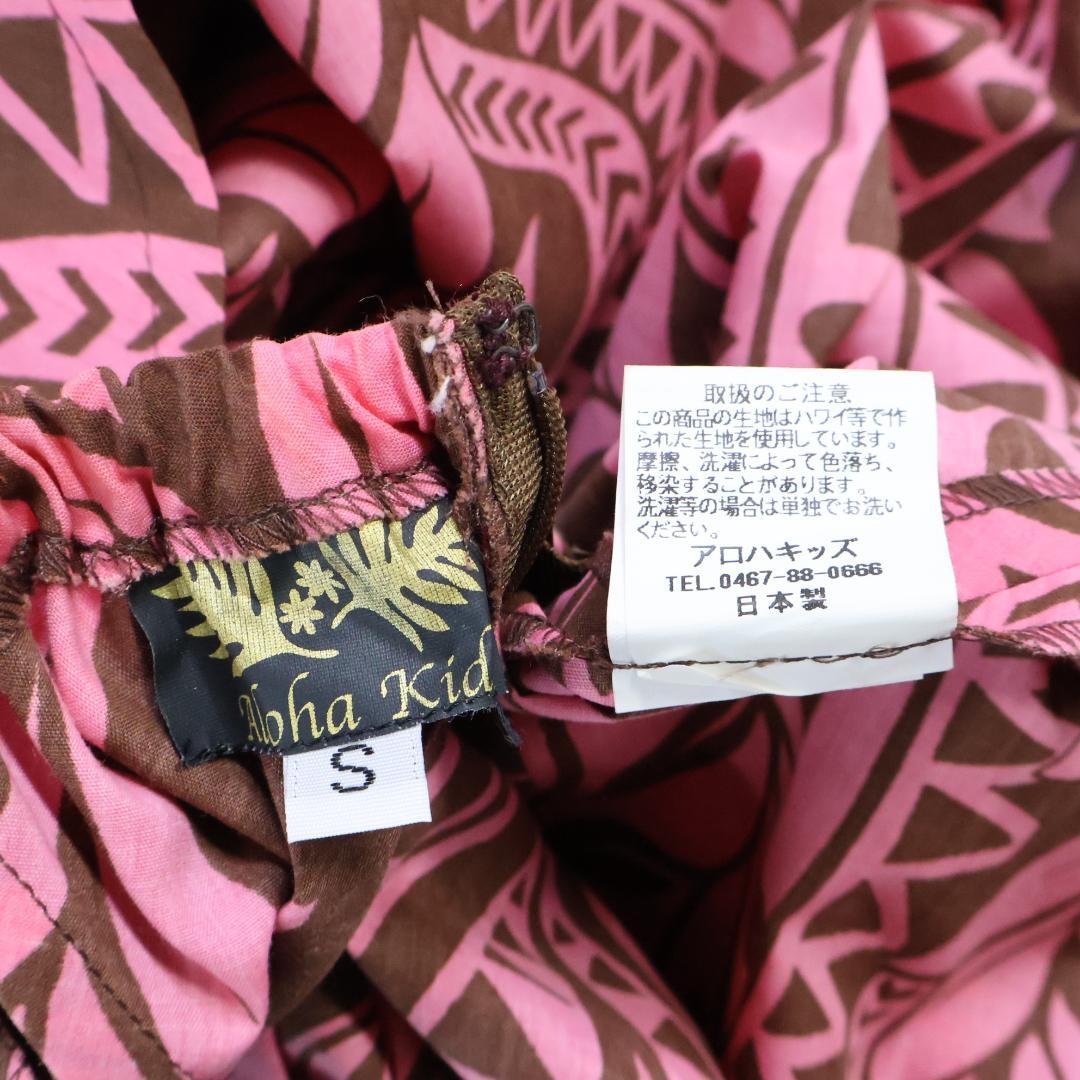 Aloha Kid
S
取扱のご注意
この商品の生地はハワイ等で作
られた生地を使用しています。
摩擦、洗濯によって色落ち、
移染することがあります。
洗濯等の場合は単独でお洗い
ください。
アロハキッズ
TEL.0467-88-0666
日本製